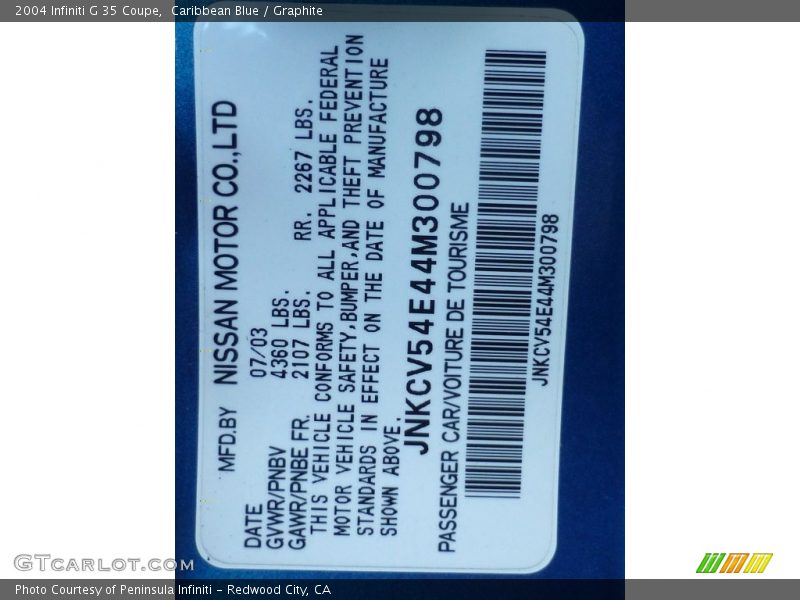 2004 Infiniti G 35 Coupe,  Caribbean Blue / Graphite
MFD.BY NISSAN MOTOR CO.,LTD
DATE 07/03
GVWR/PNBV 4360 LBS.
GAWR/PNBE FR. 2107 LBS. RR. 2267 LBS.
THIS VEHICLE CONFORMS TO ALL APPLICABLE FEDERAL
MOTOR VEHICLE SAFETY,BUMPER,AND THEFT PREVENTION
STANDARDS IN EFFECT ON THE DATE OF MANUFACTURE
SHOWN ABOVE.
JNKCV54E44M300798
PASSENGER CAR/VOITURE DE TOURISME
JNKCV54E44M300798
GTCarLot.com
Photo Courtesy of Peninsula Infiniti - Redwood City, CA